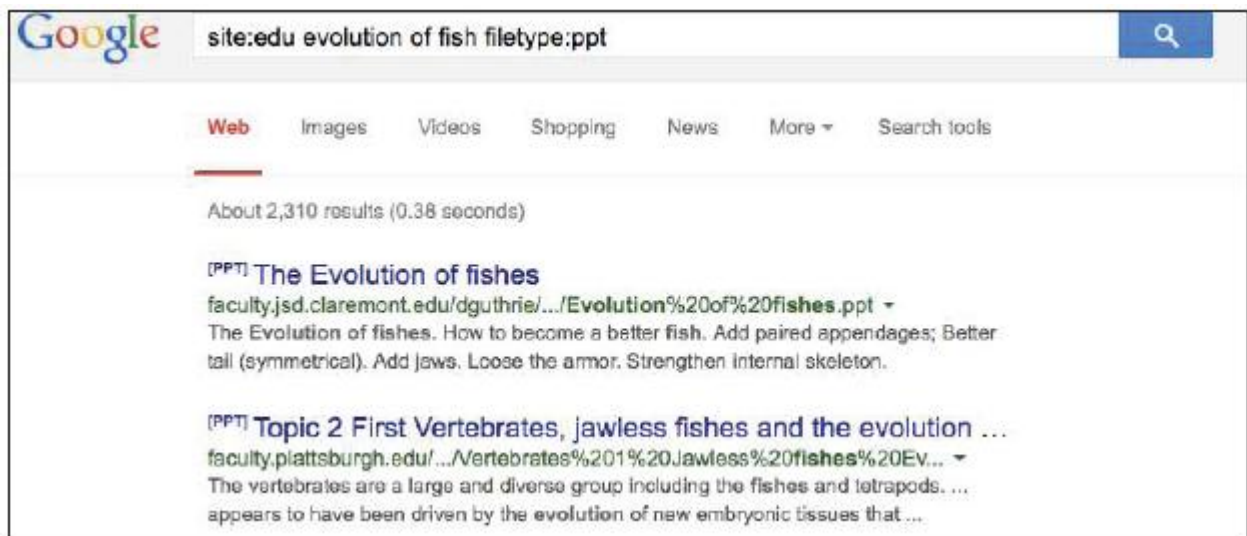 Google site:edu evolution of fish filetype:ppt
Web Images Videos Shopping News More Search tools
About 2,310 results (0.38 seconds)
[PPT] The Evolution of fishes
faculty.jsd.claremont.edu/dguthrie/.../Evolution%20of%20fishes.ppt
The Evolution of fishes. How to become a better fish. Add paired appendages; Better
tail (symmetrical). Add jaws. Loose the armor. Strengthen internal skeleton.
[PPT] Topic 2 First Vertebrates, jawless fishes and the evolution ...
faculty.plattsburgh.edu/.../Vertebrates%201%20Jawless%20fishes%20Ev...
The vertebrates are a large and diverse group including the fishes and tetrapods. ...
appears to have been driven by the evolution of new embryonic tissues that ...